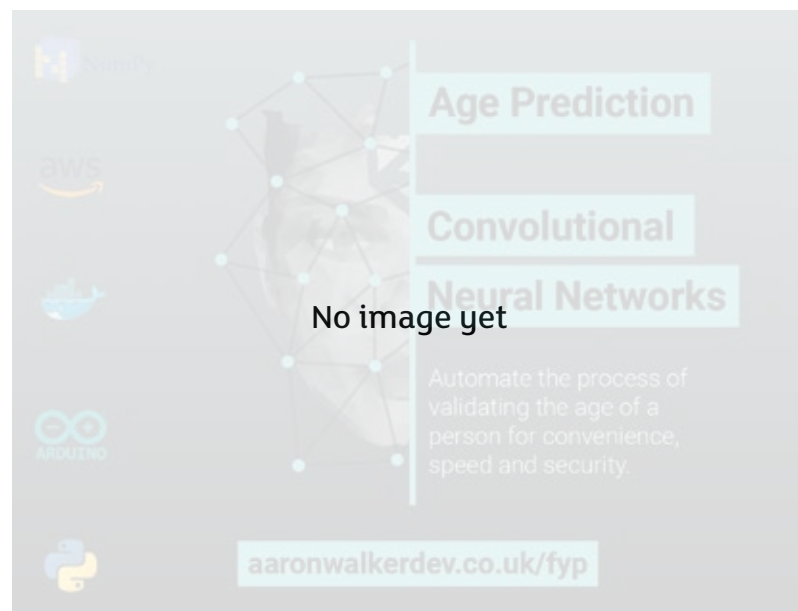 NumPy
Age Prediction
aws
Convolutional
Neural Networks
No image yet
Automate the process of
validating the age of a
person for convenience,
speed and security.
ARDUINO
aaronwalkerdev.co.uk/fyp